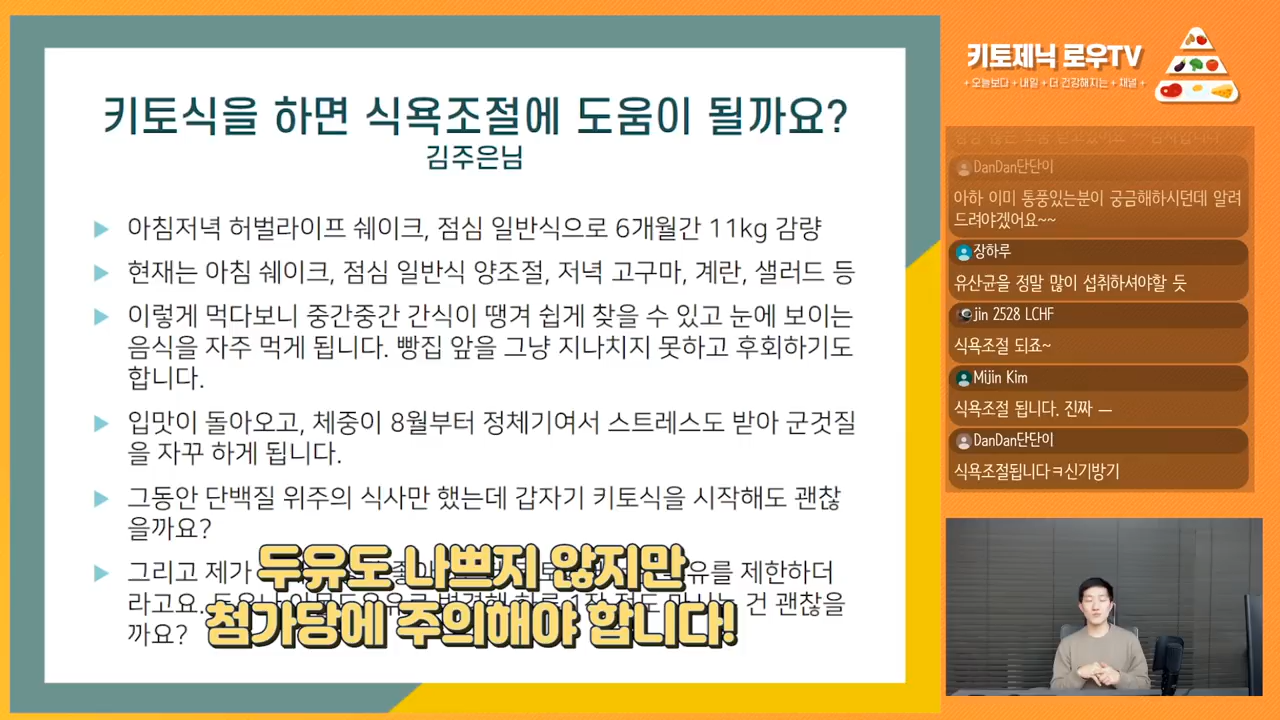 키토식을 하면 식욕조절에 도움이 될까요?
김주은님
아침저녁 허벌라이프 쉐이크, 점심 일반식으로 6개월간 11kg 감량
현재는 아침 쉐이크, 점심 일반식 양조절, 저녁 고구마, 계란, 샐러드 등
이렇게 먹다보니 중간중간 간식이 땡겨 쉽게 찾을 수 있고 눈에 보이는
음식을 자주 먹게 됩니다. 빵집 앞을 그냥 지나치지 못하고 후회하기도
합니다.
입맛이 돌아오고, 체중이 8월부터 정체기여서 스트레스도 받아 군것질
을 자꾸 하게 됩니다.
그동안 단백질 위주의 식사만 했는데 갑자기 키토식을 시작해도 괜찮
을까요?
그리고 제가 유를 제한하더
라고요. 건 괜찮을
까요?
두유도 나쁘지 않지만
첨가당에 주의해야 합니다!
키토제닉 로우TV
+ 오늘보다 + 내일 + 더 건강해지는 + 채널 +
DanDan단단이
아하 이미 통풍있는분이 궁금해하시던데 알려
드려야겠어요~~
장하루
유산균을 정말 많이 섭취하셔야할 듯
jin 2528 LCHF
식욕조절 되죠~
Mijin Kim
식욕조절 됩니다. 진짜 ㅡ
DanDan단단이
식욕조절됩니다ㅋ신기방기